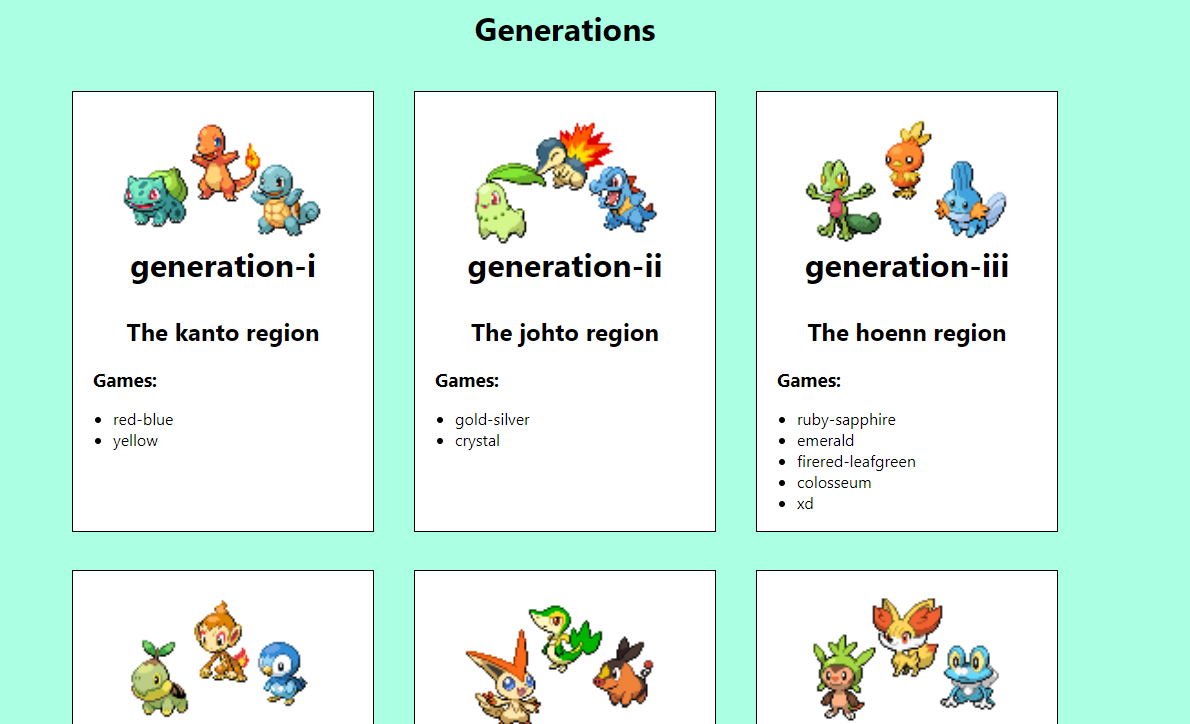 Generations
generation-i
The kanto region
Games:
red-blue
yellow
generation-ii
The johto region
Games:
gold-silver
crystal
generation-iii
The hoenn region
Games:
ruby-sapphire
emerald
firered-leafgreen
colosseum
xd